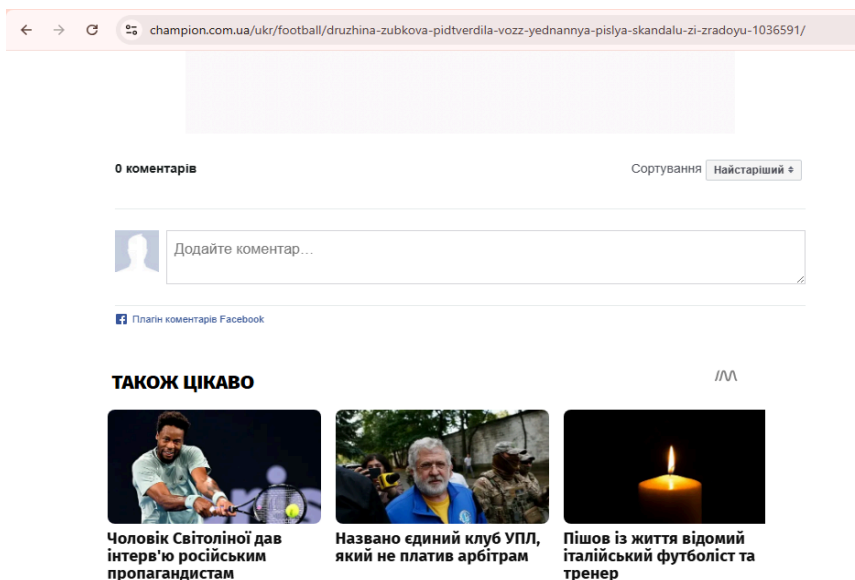 champion.com.ua/ukr/football/druzhina-zubkova-pidtverdila-vozz-yednannya-pislya-skandalu-zi-zradoyu-1036591/
0 коментарів
Сортування Найстаріший
Додайте коментар...
Плагін коментарів Facebook
ТАКОЖ ЦІКАВО
Чоловік Світоліної дав
інтерв'ю російським
пропагандистам
Названо єдиний клуб УПЛ,
який не платив арбітрам
Пішов із життя відомий
італійський футболіст та
тренер